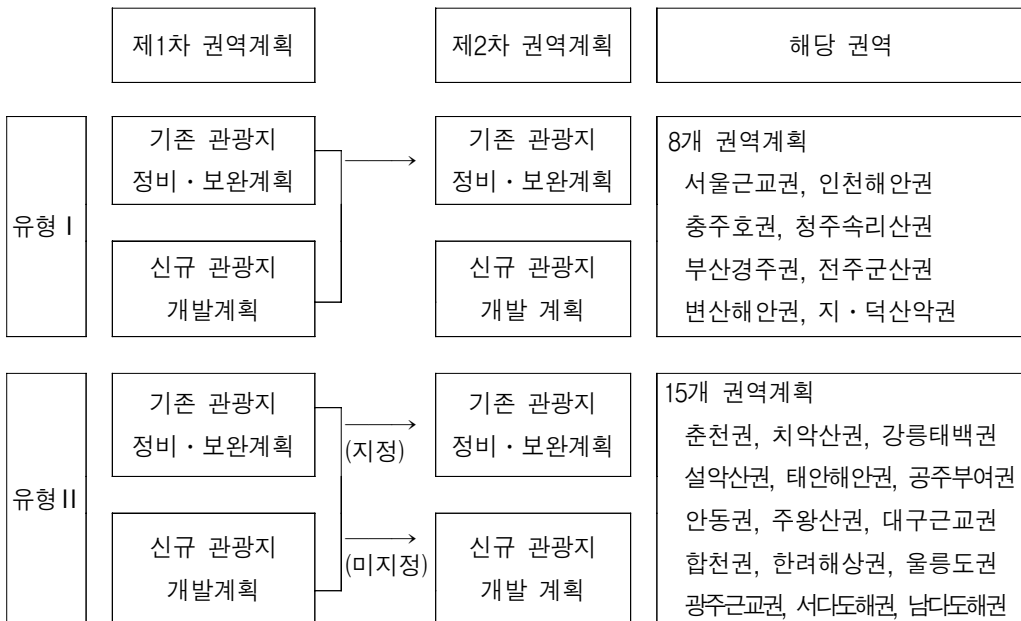 제1차 권역계획
제2차 권역계획
해당 권역
유형Ⅰ
기존 관광지
정비·보완계획
신규 관광지
개발계획
기존 관광지
정비·보완계획
신규 관광지
개발 계획
8개 권역계획
서울근교권, 인천해안권
충주호권, 청주속리산권
부산경주권, 전주군산권
변산해안권, 지·덕산악권
유형Ⅱ
기존 관광지
정비·보완계획
신규 관광지
개발계획
(지정)
(미지정)
기존 관광지
정비·보완계획
신규 관광지
개발 계획
15개 권역계획
춘천권, 치악산권, 강릉태백권
설악산권, 태안해안권, 공주부여권
안동권, 주왕산권, 대구근교권
합천권, 한려해상권, 울릉도권
광주근교권, 서다도해권, 남다도해권